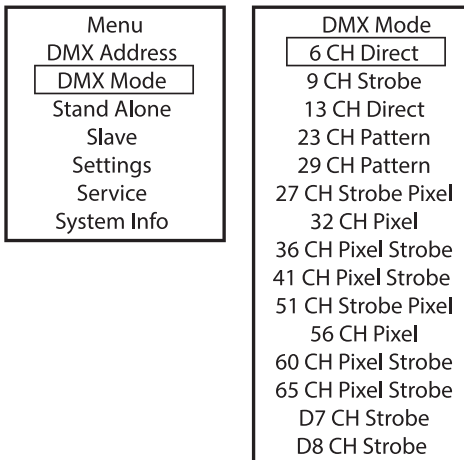 Menu
DMX Address
DMX Mode
Stand Alone
Slave
Settings
Service
System Info
DMX Mode
6 CH Direct
9 CH Strobe
13 CH Direct
23 CH Pattern
29 CH Pattern
27 CH Strobe Pixel
32 CH Pixel
36 CH Pixel Strobe
41 CH Pixel Strobe
51 CH Strobe Pixel
56 CH Pixel
60 CH Pixel Strobe
65 CH Pixel Strobe
D7 CH Strobe
D8 CH Strobe